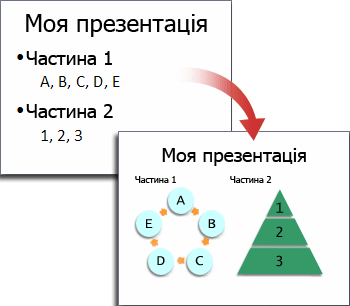 Моя презентація
•Частина 1
A, B, C, D, E
•Частина 2
1, 2, 3
Моя презентація
Частина 1 Частина 2
A
B
C
D
E
1
2
3